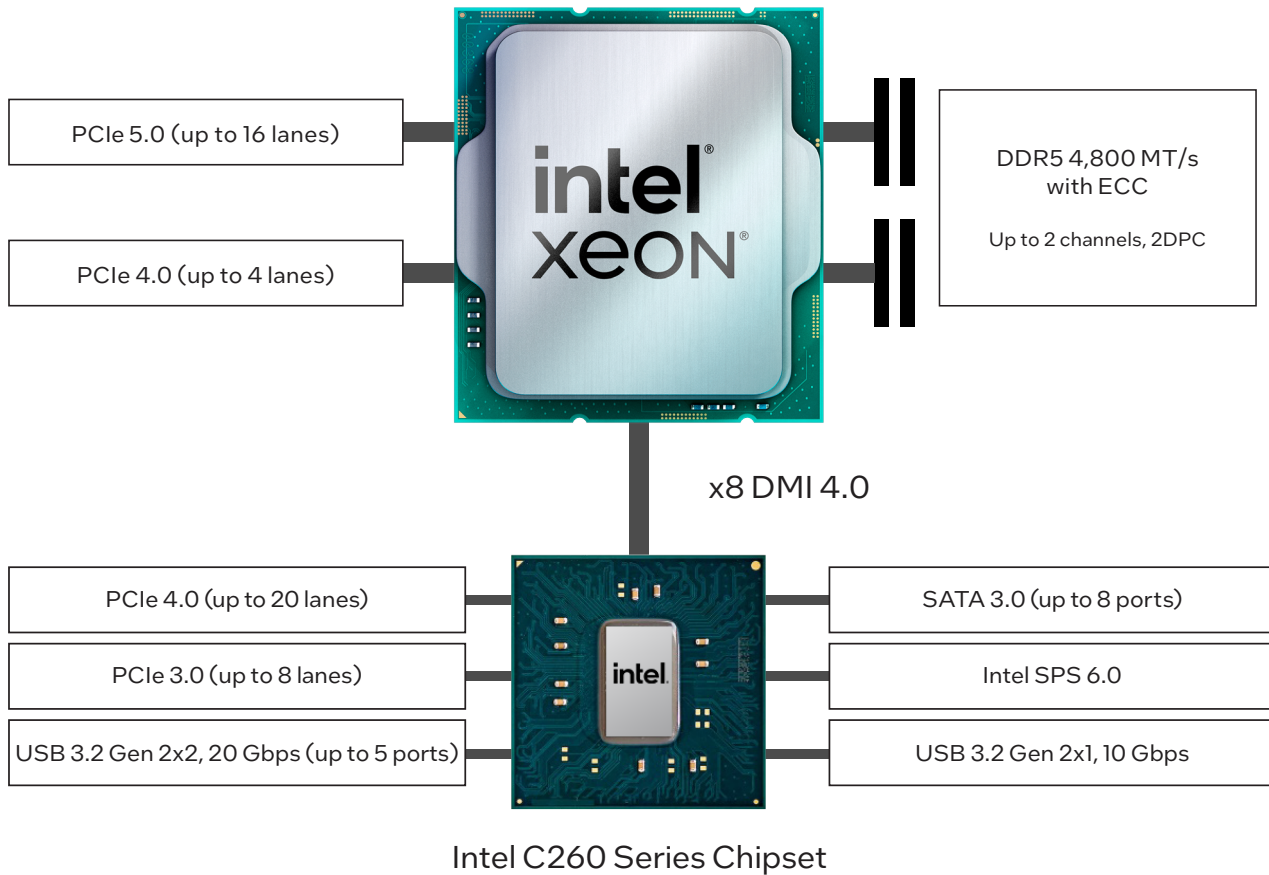 PCIe 5.0 (up to 16 lanes)
PCIe 4.0 (up to 4 lanes)
intel®
xeon®
DDR5 4,800 MT/s
with ECC
Up to 2 channels, 2DPC
x8 DMI 4.0
PCIe 4.0 (up to 20 lanes)
PCIe 3.0 (up to 8 lanes)
USB 3.2 Gen 2x2, 20 Gbps (up to 5 ports)
intel.
SATA 3.0 (up to 8 ports)
Intel SPS 6.0
USB 3.2 Gen 2x1, 10 Gbps
Intel C260 Series Chipset